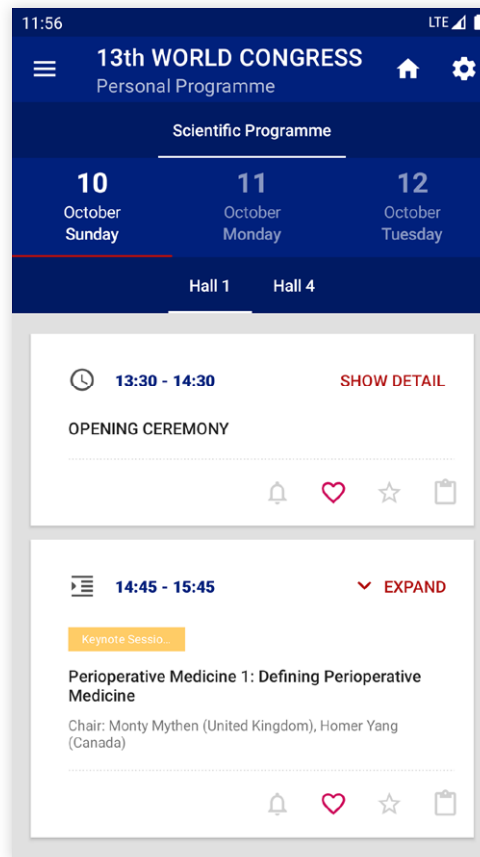 11:56 LTE
13th WORLD CONGRESS
Personal Programme
Scientific Programme
10 11 12
October October October
Sunday Monday Tuesday
Hall 1 Hall 4
13:30 - 14:30 SHOW DETAIL
OPENING CEREMONY
14:45 - 15:45 EXPAND
Keynote Sessio...
Perioperative Medicine 1: Defining Perioperative
Medicine
Chair: Monty Mythen (United Kingdom), Homer Yang
(Canada)